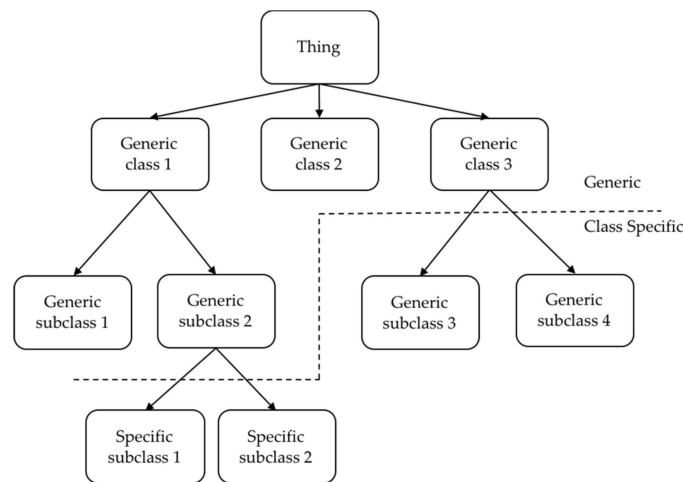 Thing
Generic
class 1
Generic
class 2
Generic
class 3
Generic
Class Specific
Generic
subclass 1
Generic
subclass 2
Generic
subclass 3
Generic
subclass 4
Specific
subclass 1
Specific
subclass 2